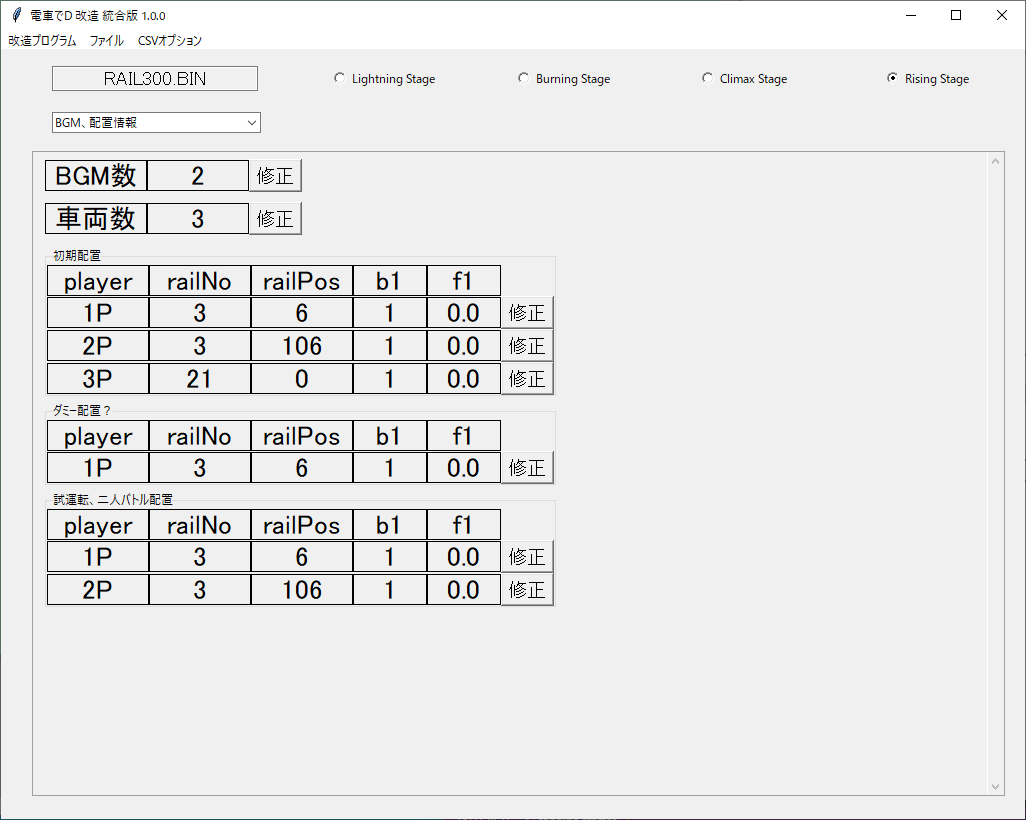 電車でD 改造 統合版 1.0.0
改造プログラム ファイル CSVオプション
RAIL300.BIN Lightning Stage Burning Stage Climax Stage Rising Stage
BGM、配置情報
BGM数 2 修正
車両数 3 修正
初期配置
player railNo railPos b1 f1
1P 3 6 1 0.0 修正
2P 3 106 1 0.0 修正
3P 21 0 1 0.0 修正
ダミー配置？
player railNo railPos b1 f1
1P 3 6 1 0.0 修正
試運転、二人バトル配置
player railNo railPos b1 f1
1P 3 6 1 0.0 修正
2P 3 106 1 0.0 修正